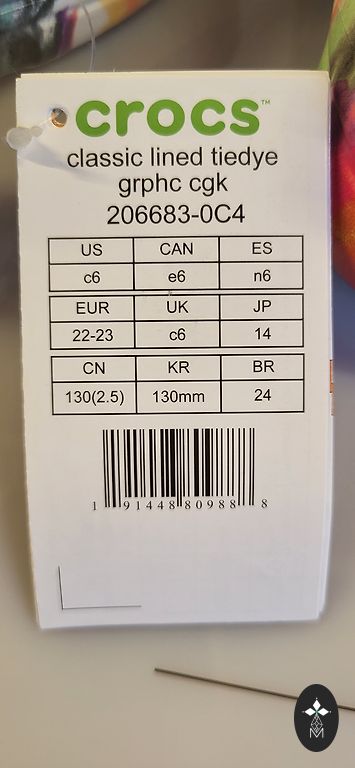 crocs™
classic lined tiedye
grphc cgk
206683-0C4
US CAN ES
c6 e6 n6
EUR UK JP
22-23 c6 14
CN KR BR
130(2.5) 130mm 24
1 91448 80988 8
M